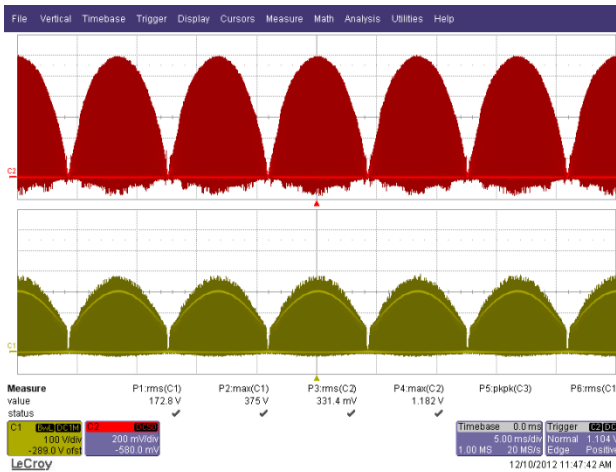 File Vertical Timebase Trigger Display Cursors Measure Math Analysis Utilities Help
C2
C1
Measure P1:rms(C1) P2:max(C1) P3:rms(C2) P4:max(C2) P5:pkpk(C3) P6:rms(C1
value 172.8 V 375 V 331.4 mV 1.182 V
status
C1 BwL DC1M
100 V/div
-289.0 V ofst
C2
200 mV/div
-580.0 mV
Timebase 0.0 ms
5.00 ms/div
1.00 MS 20 MS/s
Trigger C2 DC
Normal 1.104 V
Edge Positive
LeCroy
12/10/2012 11:47:42 AM